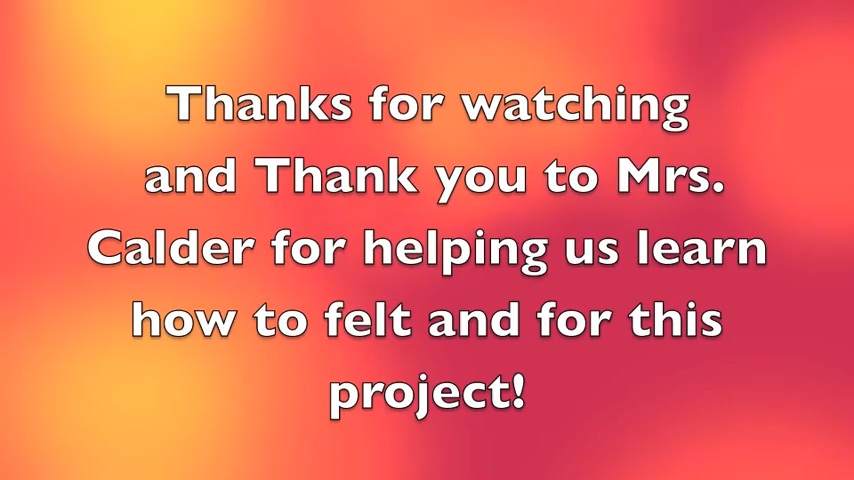 Thanks for watching
and Thank you to Mrs.
Calder for helping us learn
how to felt and for this
project!